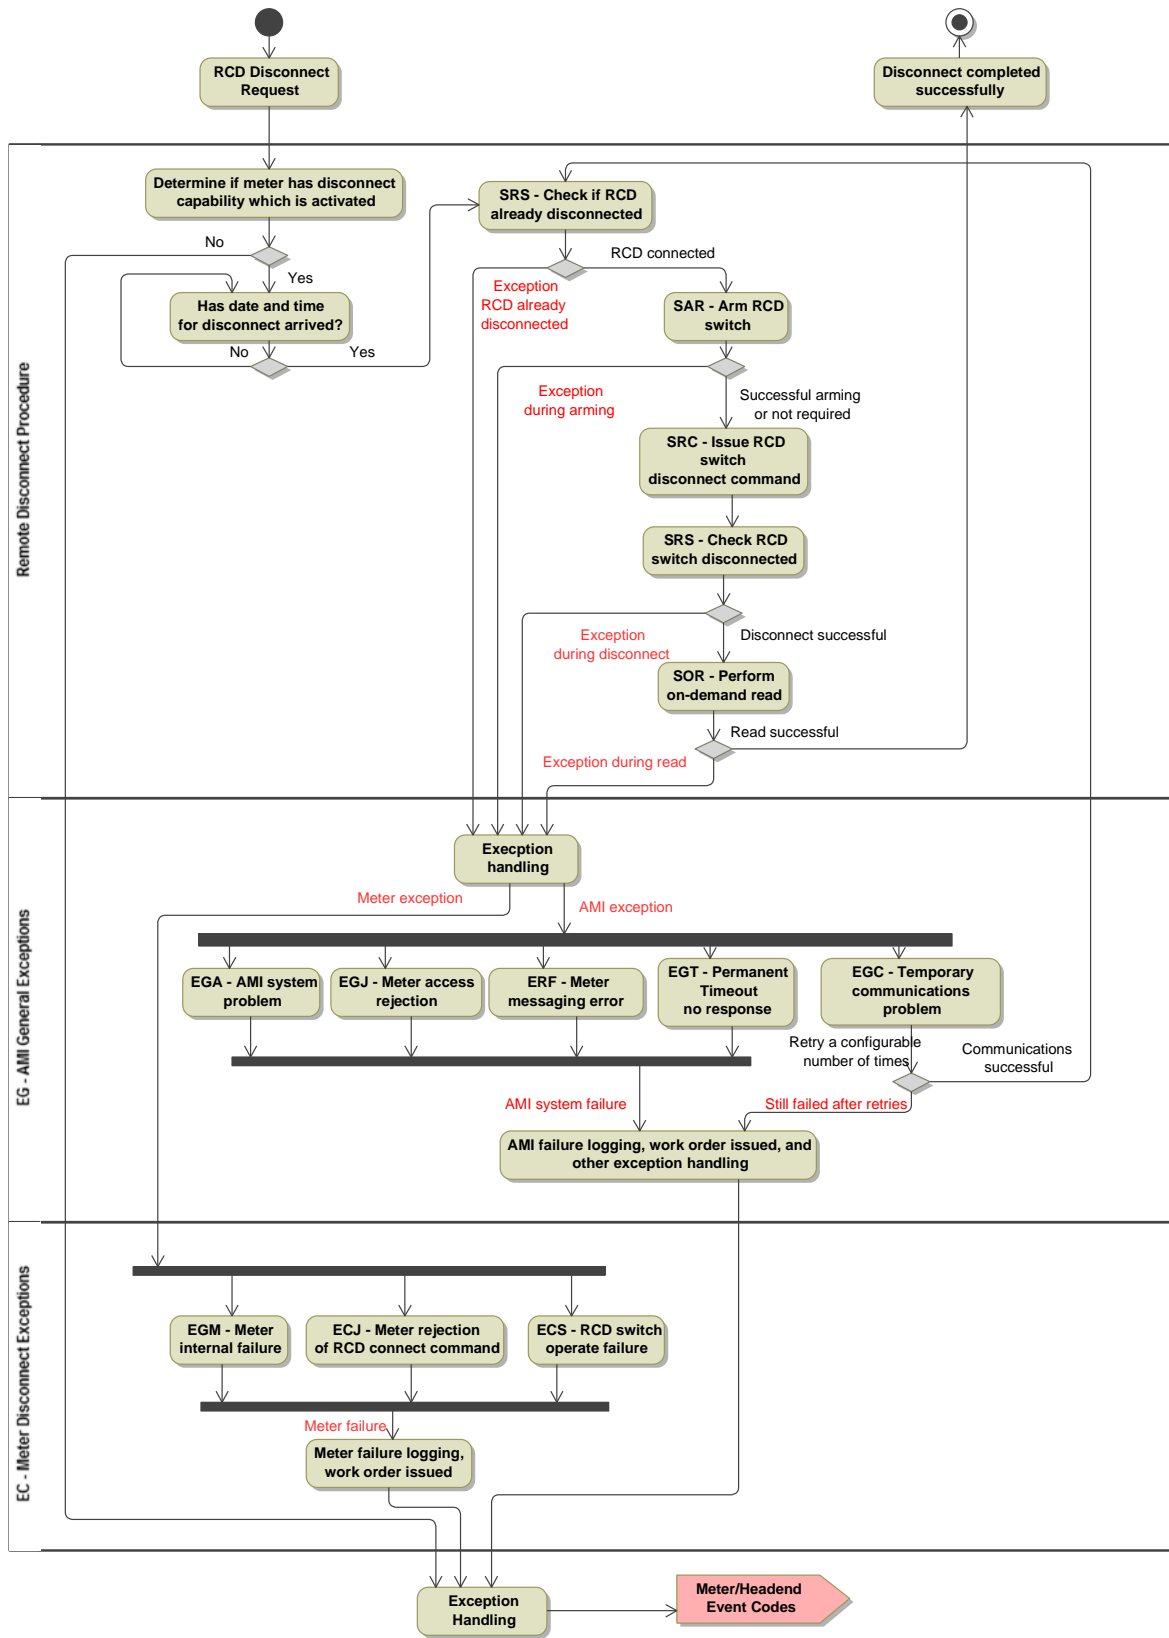 RCD Disconnect
Request
Disconnect completed
successfully
Remote Disconnect Procedure
Determine if meter has disconnect
capability which is activated
No
Yes
Has date and time
for disconnect arrived?
No
Yes
SRS - Check if RCD
already disconnected
RCD connected
Exception
RCD already
disconnected
SAR - Arm RCD
switch
Exception
during arming
Successful arming
or not required
SRC - Issue RCD
switch
disconnect command
SRS - Check RCD
switch disconnected
Exception
during disconnect
Disconnect successful
SOR - Perform
on-demand read
Read successful
Exception during read
EG - AMI General Exceptions
Execption
handling
Meter exception
AMI exception
EGA - AMI system
problem
EGJ - Meter access
rejection
ERF - Meter
messaging error
EGT - Permanent
Timeout
no response
EGC - Temporary
communications
problem
Retry a configurable
number of times
Communications
successful
AMI system failure
Still failed after retries
AMI failure logging, work order issued, and
other exception handling
EC - Meter Disconnect Exceptions
EGM - Meter
internal failure
ECJ - Meter rejection
of RCD connect command
ECS - RCD switch
operate failure
Meter failure
Meter failure logging,
work order issued
Exception
Handling
Meter/Headend
Event Codes